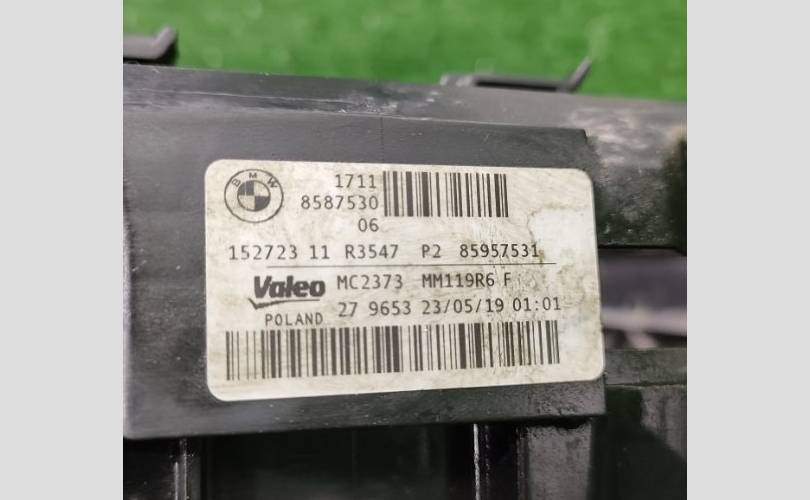 BMW
1711
8587530
06
152723 11 R3547 P2 85957531
Valeo MC2373 MM119R6 F
POLAND 27 9653 23/05/19 01:01